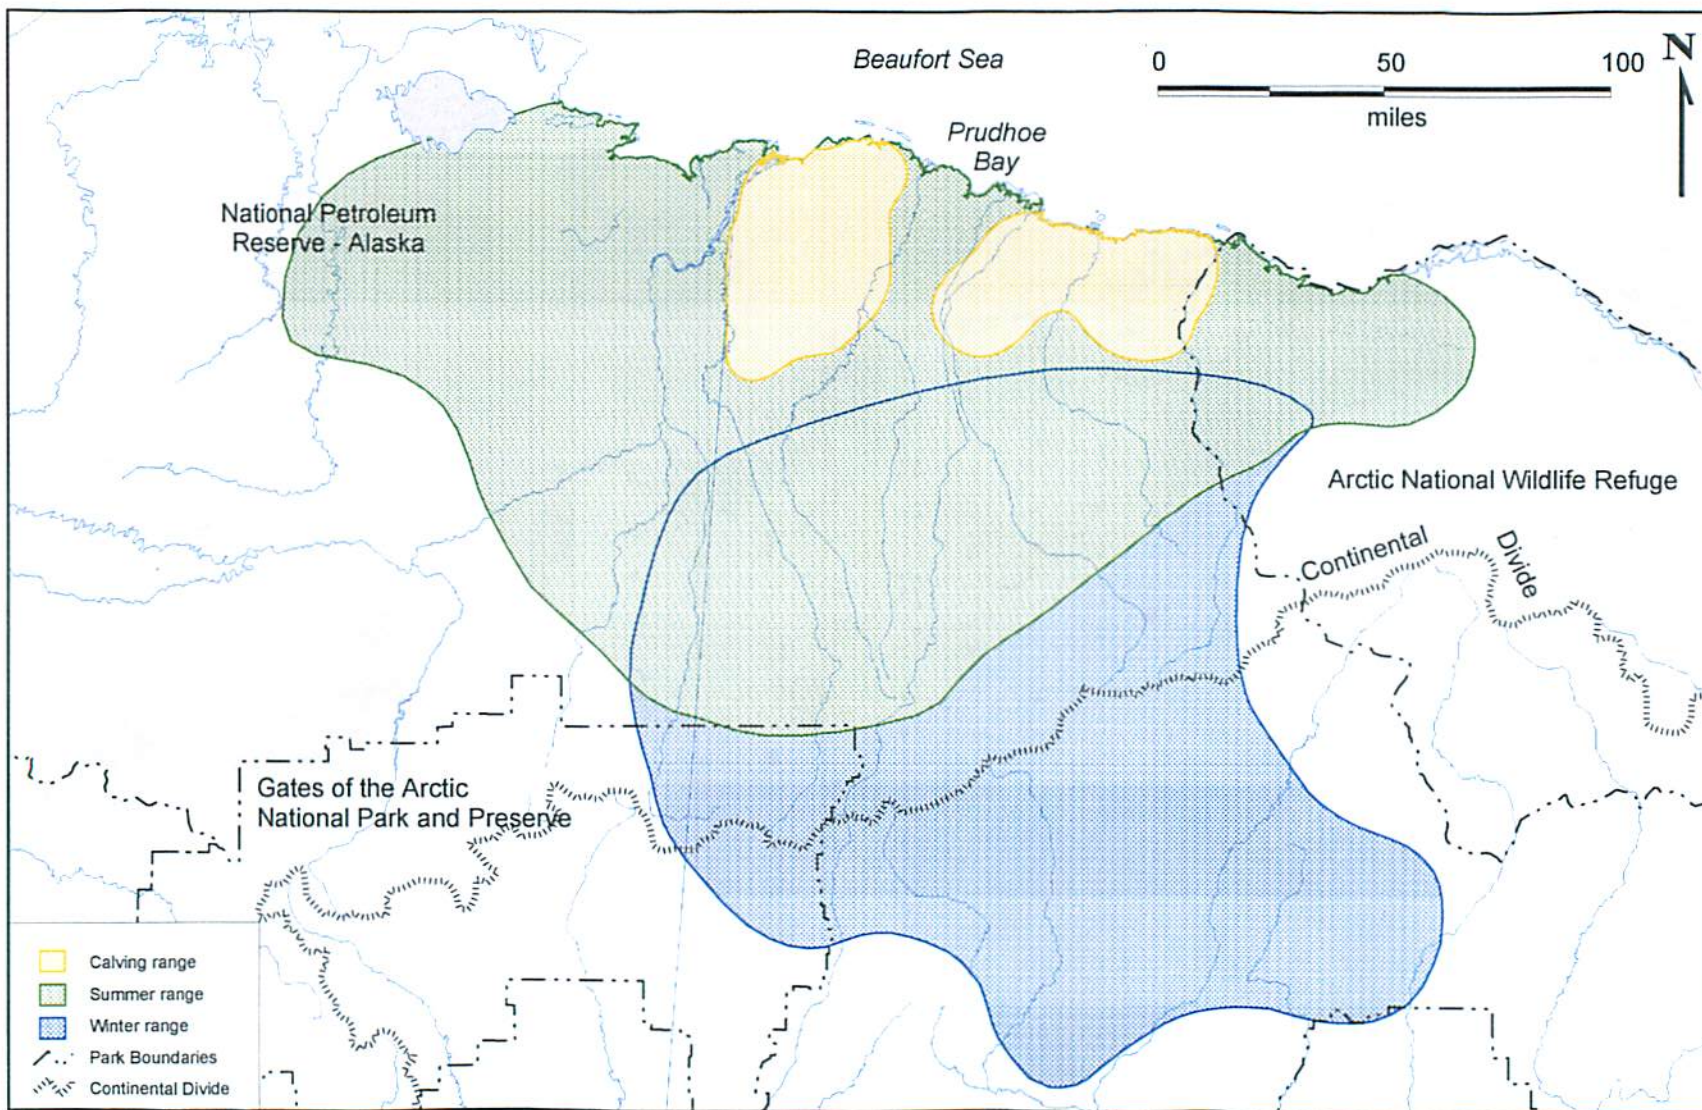 Beaufort Sea
0 50 100
miles
N
Prudhoe
Bay
National Petroleum
Reserve - Alaska
Arctic National Wildlife Refuge
Continental
Divide
Gates of the Arctic
National Park and Preserve
Calving range
Summer range
Winter range
Park Boundaries
Continental Divide